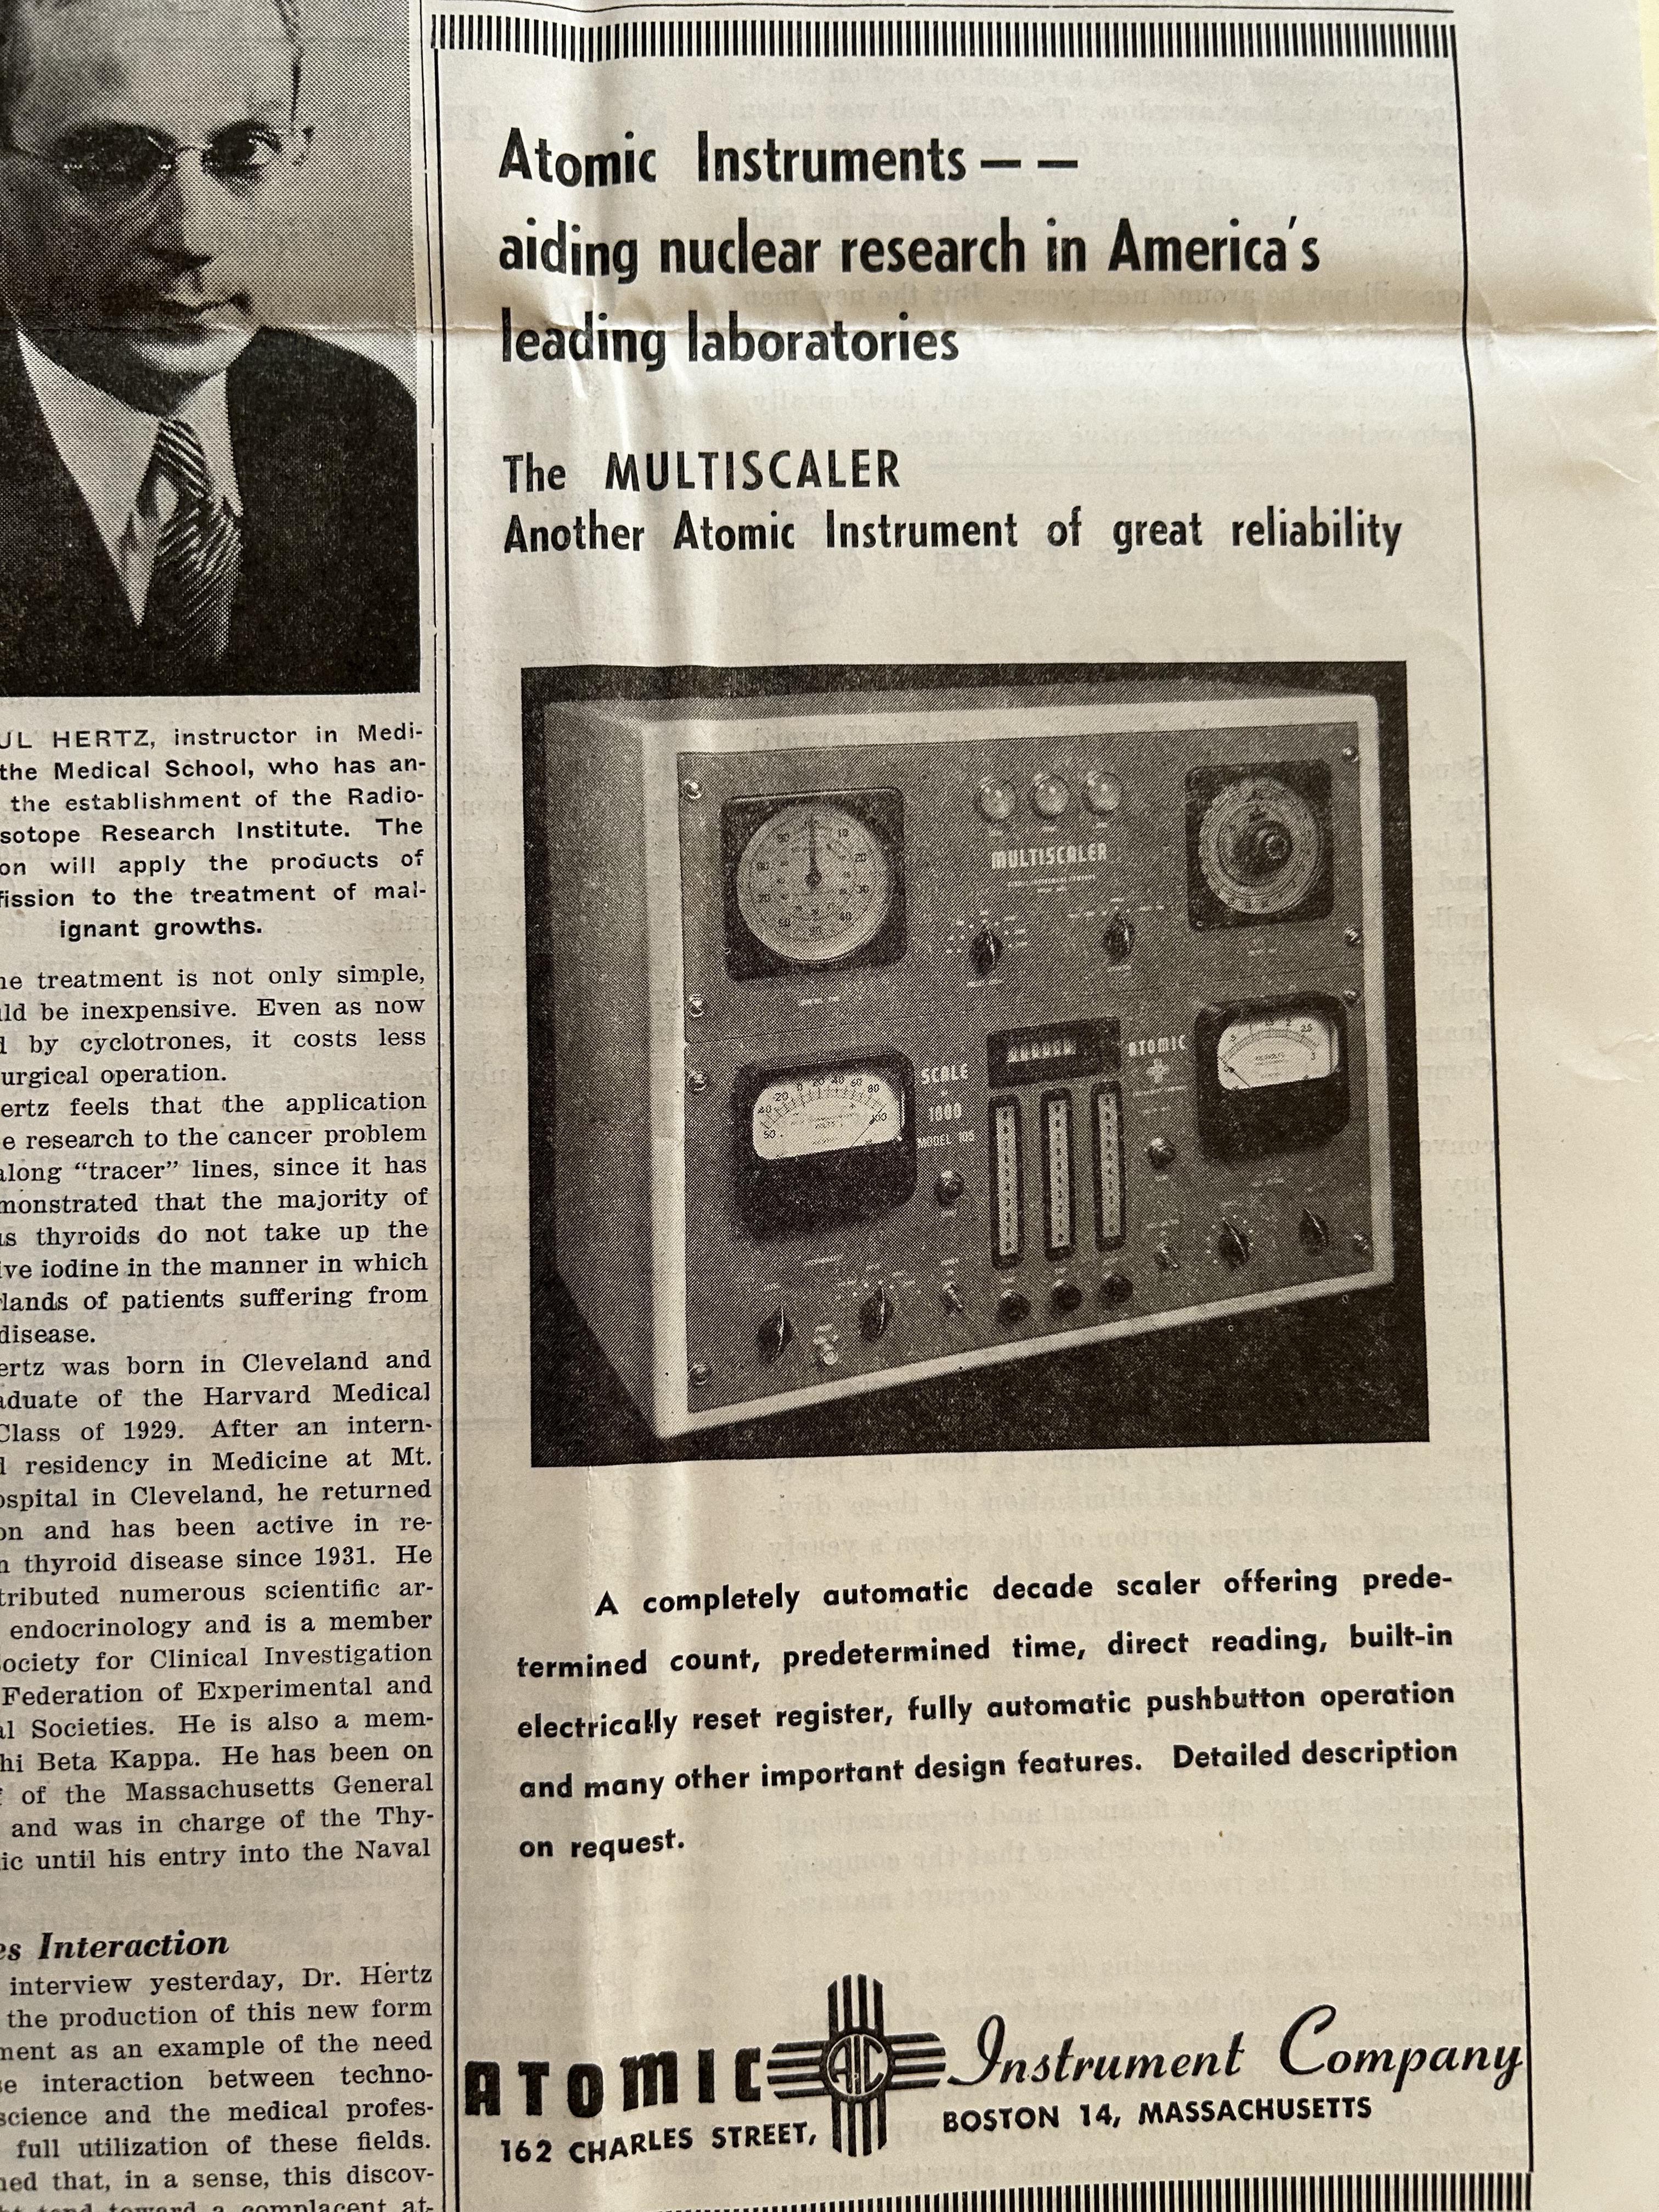 UL HERTZ, instructor in Medi-
the Medical School, who has an-
the establishment of the Radio-
sotope Research Institute. The
on will apply the products of
fission to the treatment of mal-
ignant growths.
he treatment is not only simple,
ld be inexpensive. Even as now
d by cyclotrones, it costs less
urgical operation.
ertz feels that the application
e research to the cancer problem
along “tracer” lines, since it has
monstrated that the majority of
us thyroids do not take up the
ive iodine in the manner in which
lands of patients suffering from
disease.
ertz was born in Cleveland and
aduate of the Harvard Medical
Class of 1929. After an intern-
d residency in Medicine at Mt.
ospital in Cleveland, he returned
on and has been active in re-
n thyroid disease since 1931. He
tributed numerous scientific ar-
endocrinology and is a member
ociety for Clinical Investigation
Federation of Experimental and
al Societies. He is also a mem-
hi Beta Kappa. He has been on
f of the Massachusetts General
and was in charge of the Thy-
ic until his entry into the Naval
es Interaction
interview yesterday, Dr. Hertz
the production of this new form
ment as an example of the need
se interaction between techno-
science and the medical profes-
full utilization of these fields.
ned that, in a sense, this discov-
ht tend toward a complacent at-
Atomic Instruments — —
aiding nuclear research in America's
leading laboratories
The MULTISCALER
Another Atomic Instrument of great reliability
MULTISCALER
SCALE
1000
MODEL 105
ATOMIC
A completely automatic decade scaler offering prede-
termined count, predetermined time, direct reading, built-in
electrically reset register, fully automatic pushbutton operation
and many other important design features. Detailed description
on request.
ATOMIC AIC Instrument Company
162 CHARLES STREET, BOSTON 14, MASSACHUSETTS